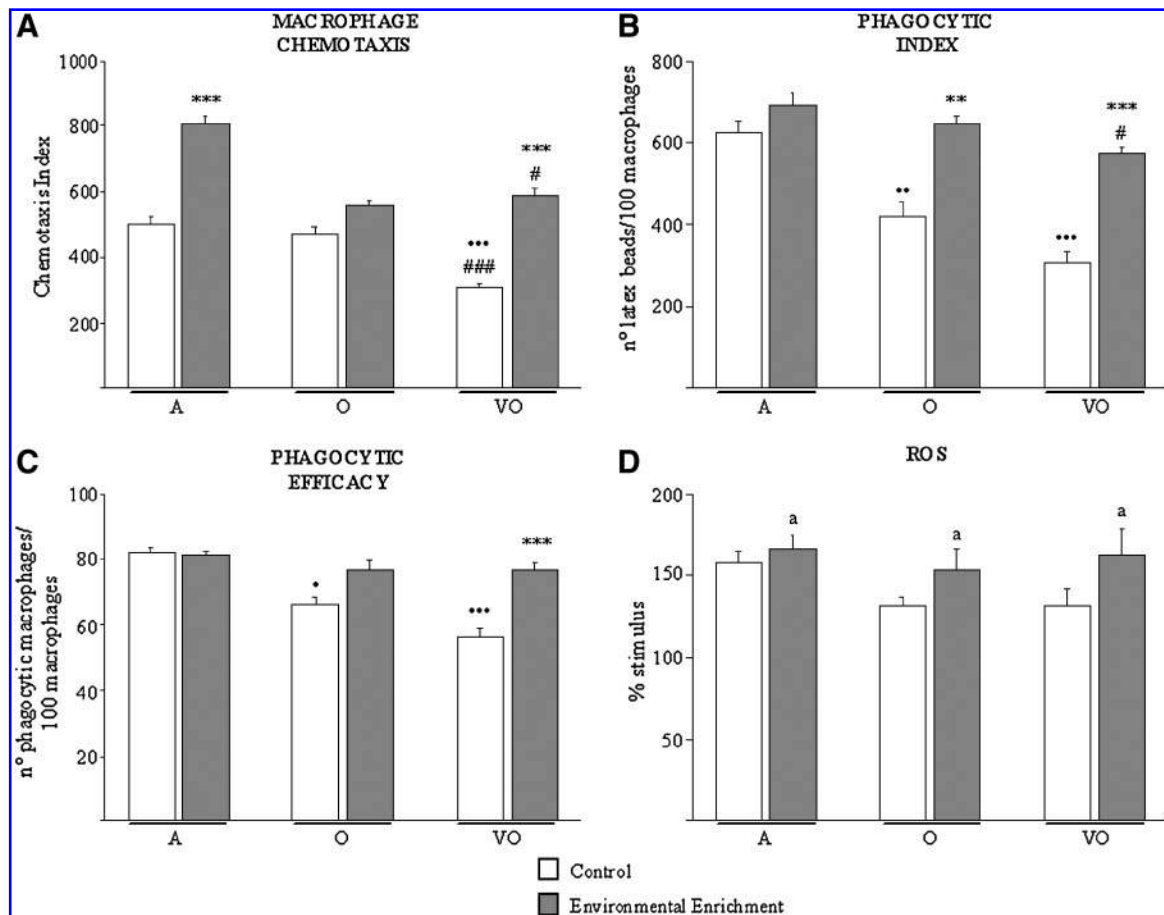 A
MACROPHAGE
CHEMOTAXIS
Chemotaxis Index
1000
800
600
400
200
***
***
#
•••
###
A
O
VO
B
PHAGOCYTIC
INDEX
n° latex beads/100 macrophages
800
600
400
200
**
***
#
••
•••
A
O
VO
C
PHAGOCYTIC
EFFICACY
n° phagocytic macrophages/
100 macrophages
100
80
60
40
20
***
•
•••
A
O
VO
D
ROS
% stimulus
200
150
100
50
a
a
a
A
O
VO
Control
Environmental Enrichment